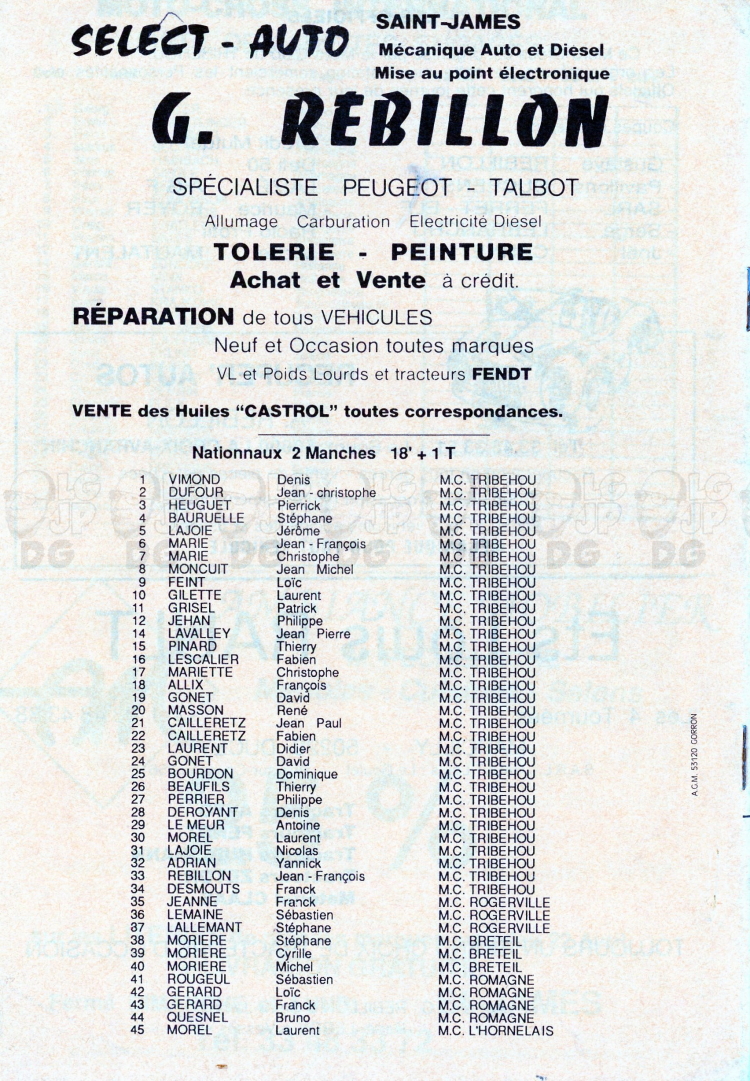 SELECT - AUTO
SAINT-JAMES
Mécanique Auto et Diesel
Mise au point électronique
G. REBILLON
SPÉCIALISTE PEUGEOT - TALBOT
Allumage Carburation Electricité Diesel
TOLERIE - PEINTURE
Achat et Vente à crédit.
RÉPARATION de tous VEHICULES
Neuf et Occasion toutes marques
VL et Poids Lourds et tracteurs FENDT
VENTE des Huiles “CASTROL” toutes correspondances.
Nationnaux 2 Manches 18' + 1 T
1 VIMOND Denis M.C. TRIBEHOU
2 DUFOUR Jean - christophe M.C. TRIBEHOU
3 HEUGUET Pierrick M.C. TRIBEHOU
4 BAURUELLE Stéphane M.C. TRIBEHOU
5 LAJOIE Jérôme M.C. TRIBEHOU
6 MARIE Jean - François M.C. TRIBEHOU
7 MARIE Christophe M.C. TRIBEHOU
8 MONCUIT Jean Michel M.C. TRIBEHOU
9 FEINT Loïc M.C. TRIBEHOU
10 GILETTE Laurent M.C. TRIBEHOU
11 GRISEL Patrick M.C. TRIBEHOU
12 JEHAN Philippe M.C. TRIBEHOU
14 LAVALLEY Jean Pierre M.C. TRIBEHOU
15 PINARD Thierry M.C. TRIBEHOU
16 LESCALIER Fabien M.C. TRIBEHOU
17 MARIETTE Christophe M.C. TRIBEHOU
18 ALLIX François M.C. TRIBEHOU
19 GONET David M.C. TRIBEHOU
20 MASSON René M.C. TRIBEHOU
21 CAILLERETZ Jean Paul M.C. TRIBEHOU
22 CAILLERETZ Fabien M.C. TRIBEHOU
23 LAURENT Didier M.C. TRIBEHOU
24 GONET David M.C. TRIBEHOU
25 BOURDON Dominique M.C. TRIBEHOU
26 BEAUFILS Thierry M.C. TRIBEHOU
27 PERRIER Philippe M.C. TRIBEHOU
28 DEROYANT Denis M.C. TRIBEHOU
29 LE MEUR Antoine M.C. TRIBEHOU
30 MOREL Laurent M.C. TRIBEHOU
31 LAJOIE Nicolas M.C. TRIBEHOU
32 ADRIAN Yannick M.C. TRIBEHOU
33 REBILLON Jean - François M.C. TRIBEHOU
34 DESMOUTS Franck M.C. TRIBEHOU
35 JEANNE Franck M.C. ROGERVILLE
36 LEMAINE Sébastien M.C. ROGERVILLE
37 LALLEMANT Stéphane M.C. ROGERVILLE
38 MORIERE Stéphane M.C. BRETEIL
39 MORIERE Cyrille M.C. BRETEIL
40 MORIERE Michel M.C. BRETEIL
41 ROUGEUL Sébastien M.C. ROMAGNE
42 GERARD Loïc M.C. ROMAGNE
43 GERARD Franck M.C. ROMAGNE
44 QUESNEL Bruno M.C. ROMAGNE
45 MOREL Laurent M.C. L'HORNELAIS
A.G.M. 53120 GORRON
LG JP DG